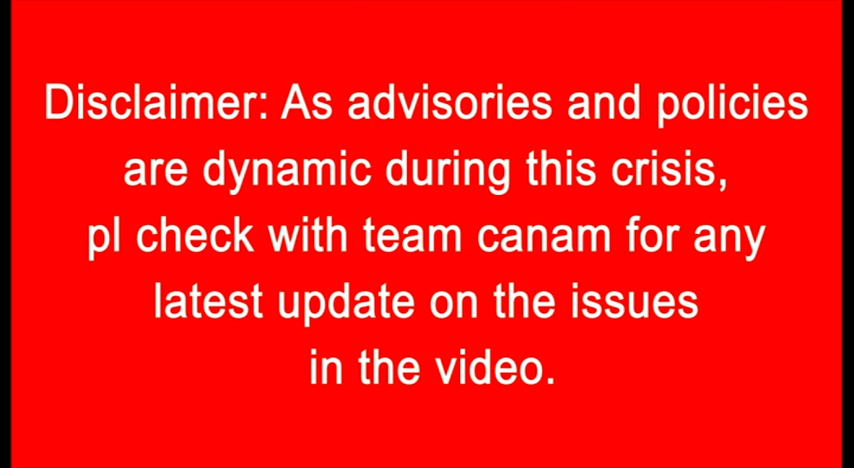 Disclaimer: As advisories and policies
are dynamic during this crisis,
pl check with team canam for any
latest update on the issues
in the video.